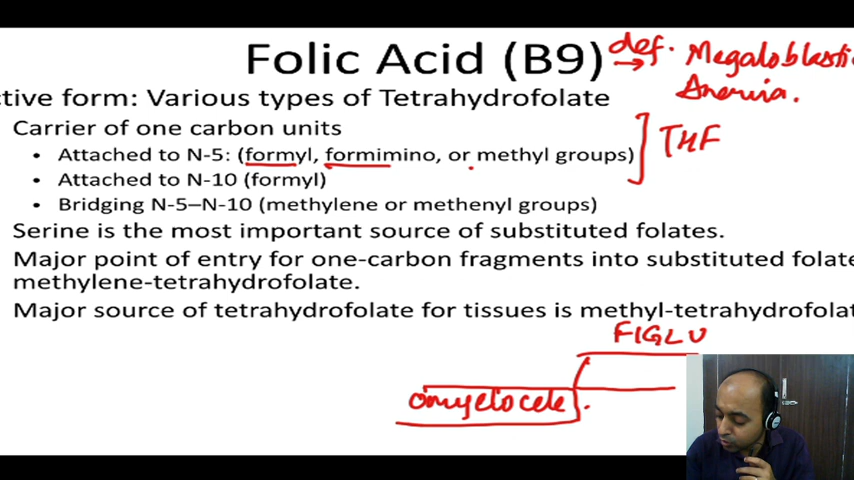 Folic Acid (B9) def. → Megaloblasti
Anemia.
ctive form: Various types of Tetrahydrofolate
Carrier of one carbon units
• Attached to N-5: (formyl, formimino, or methyl groups)
THF
• Attached to N-10 (formyl)
• Bridging N-5–N-10 (methylene or methenyl groups)
Serine is the most important source of substituted folates.
Major point of entry for one-carbon fragments into substituted folate
methylene-tetrahydrofolate.
Major source of tetrahydrofolate for tissues is methyl-tetrahydrofolat
FIGLU
omyelocele